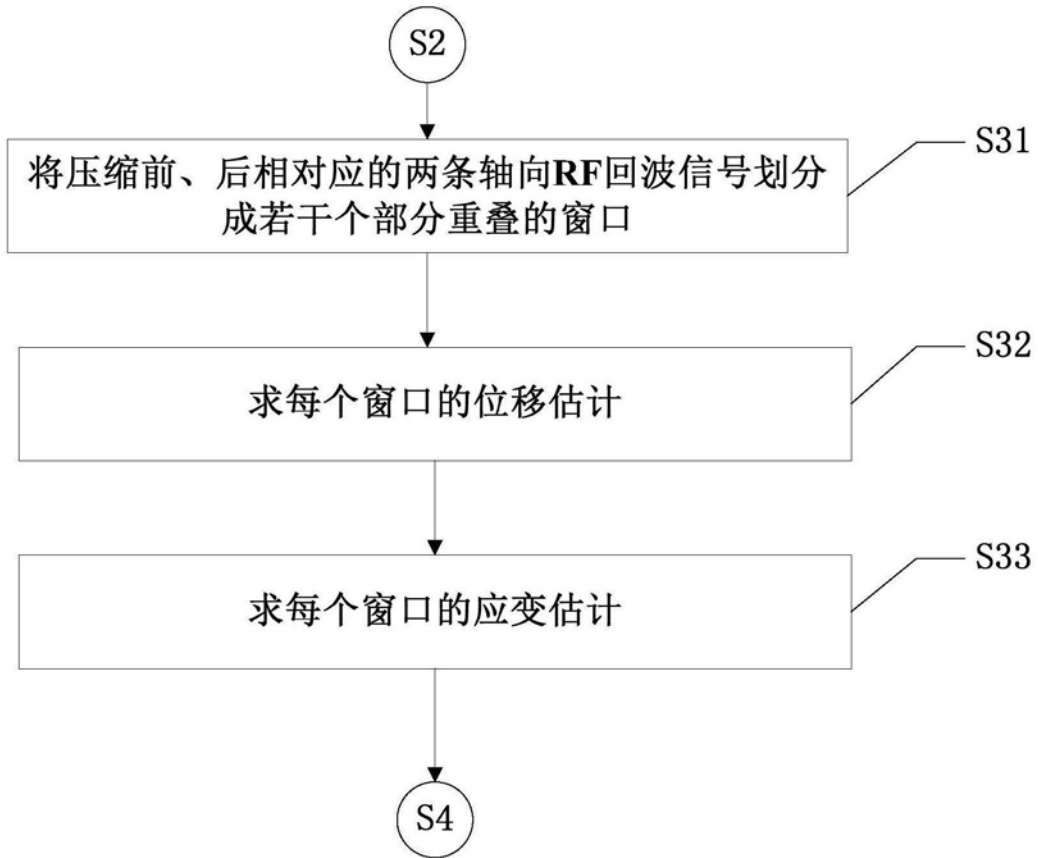 S2
S31
将压缩前、后相对应的两条轴向RF回波信号划分
成若干个部分重叠的窗口
S32
求每个窗口的位移估计
S33
求每个窗口的应变估计
S4